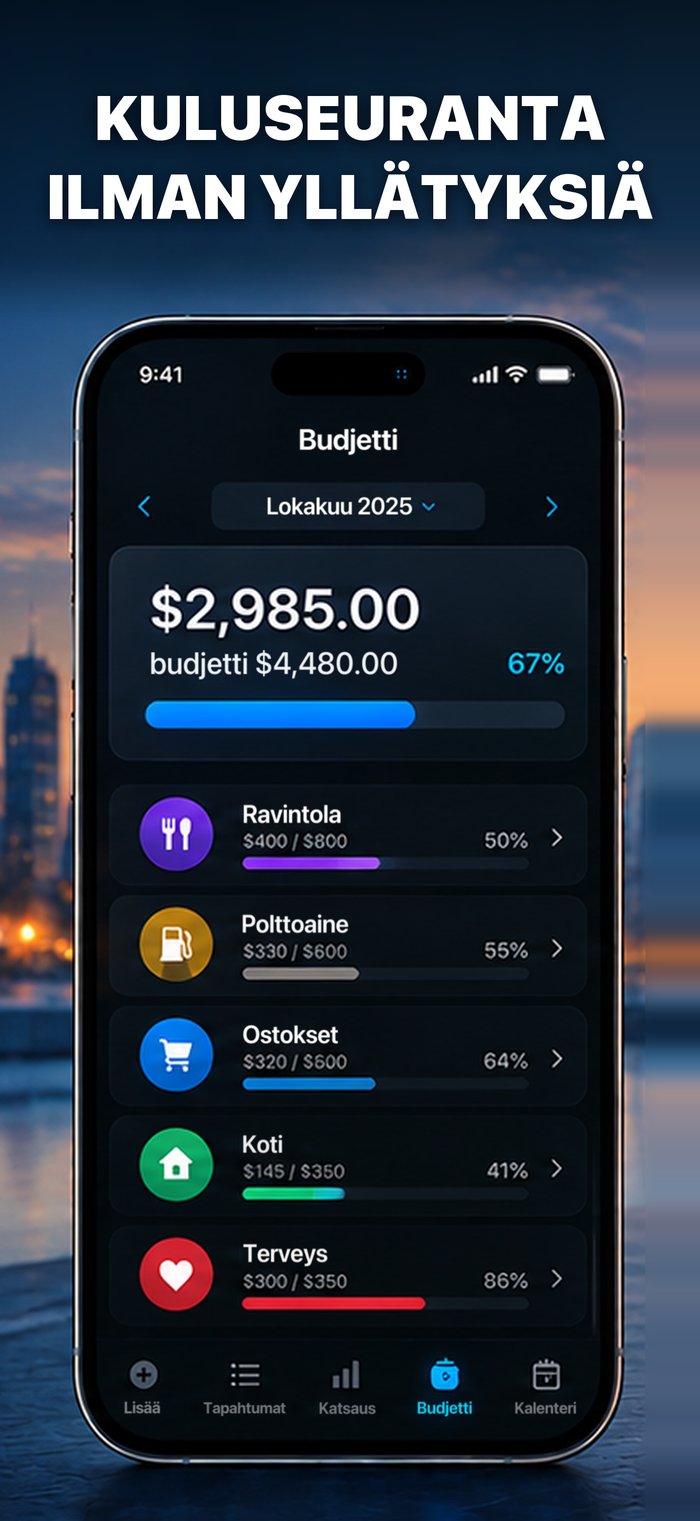 KULUSEURANTA
ILMAN YLLÄTYKSIÄ
9:41
Budjetti
Lokakuu 2025
$2,985.00
budjetti $4,480.00
67%
Ravintola
$400 / $800
50%
Polttoaine
$330 / $600
55%
Ostokset
$320 / $600
64%
Koti
$145 / $350
41%
Terveys
$300 / $350
86%
Lisää
Tapahtumat
Katsaus
Budjetti
Kalenteri